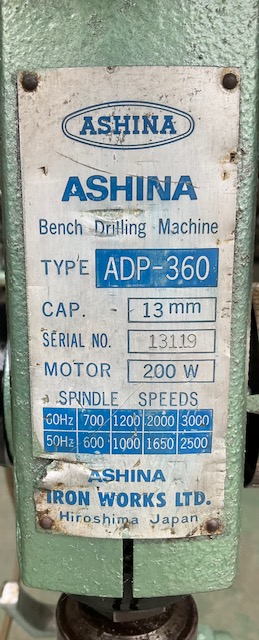 ASHINA
ASHINA
Bench Drilling Machine
TYPE ADP-360
CAP. 13 mm
SERIAL NO. 13119
MOTOR 200 W
SPINDLE SPEEDS
60Hz 700 1200 2000 3000
50Hz 600 1000 1650 2500
ASHINA
IRON WORKS LTD.
Hiroshima Japan